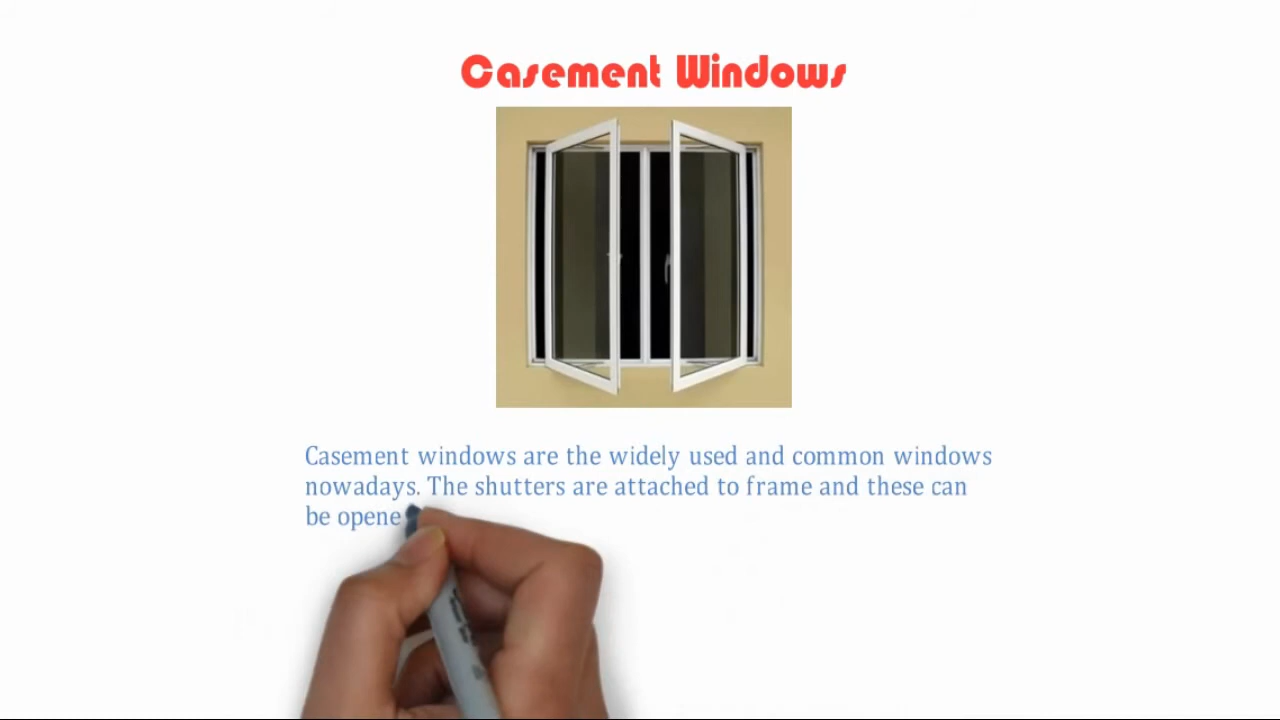 Casement Windows
Casement windows are the widely used and common windows
nowadays. The shutters are attached to frame and these can
be opene